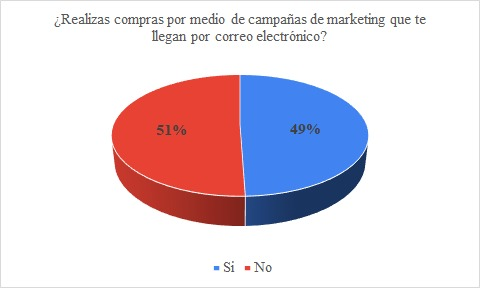 ¿Realizas compras por medio de campañas de marketing que te
llegan por correo electrónico?
51%
49%
Si
No